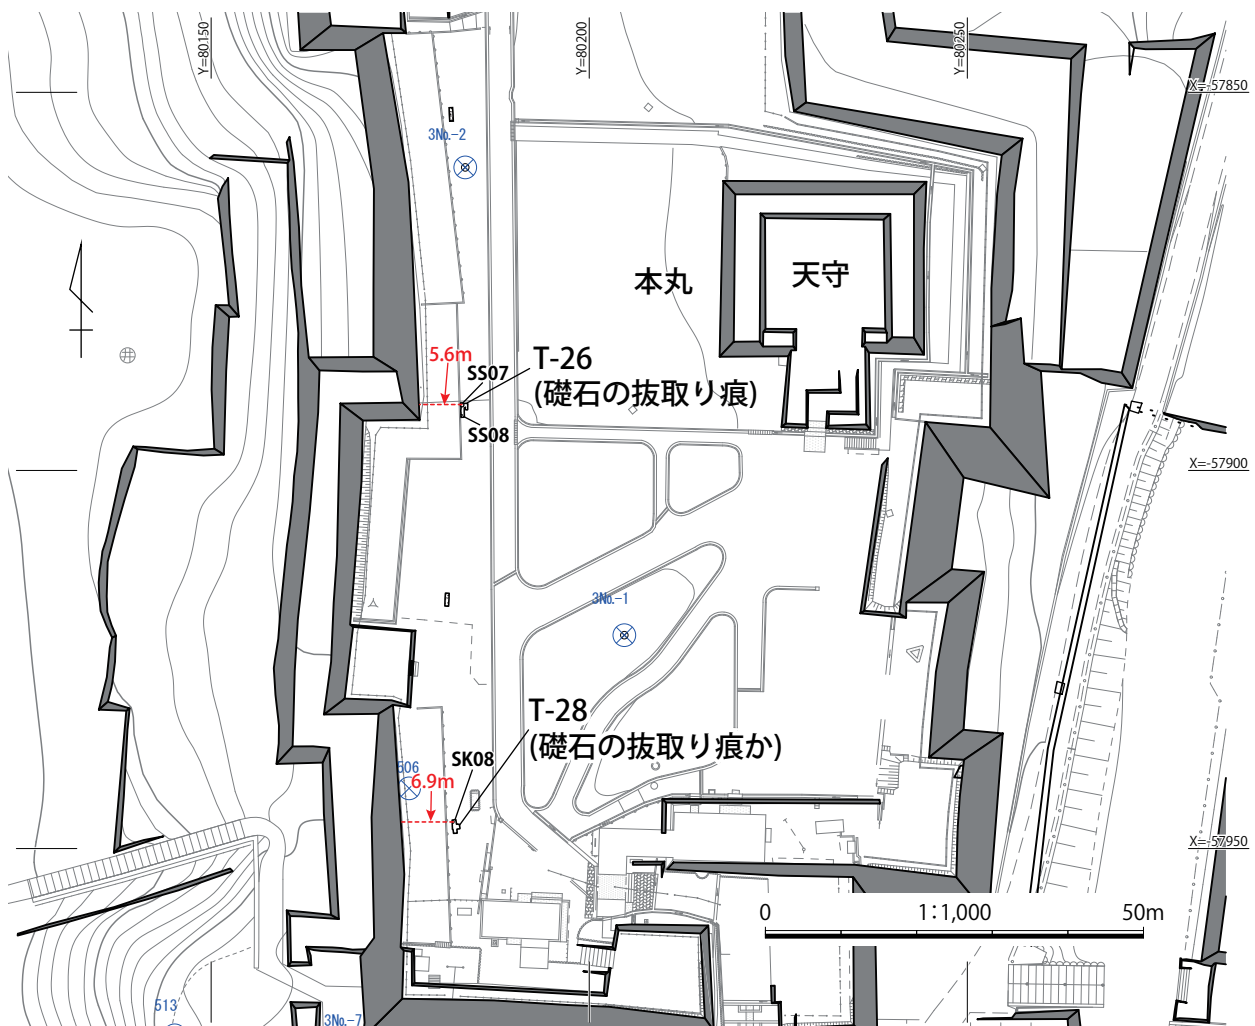 Y=80150
Y=80200
Y=80250
X=-57850
3No.-2
本丸
天守
5.6m
SS07
T-26
(礎石の抜取り痕)
SS08
X=-57900
3No.-1
T-28
(礎石の抜取り痕か)
SK08
506
6.9m
X=-57950
0 1:1,000 50m
513
3No.-7